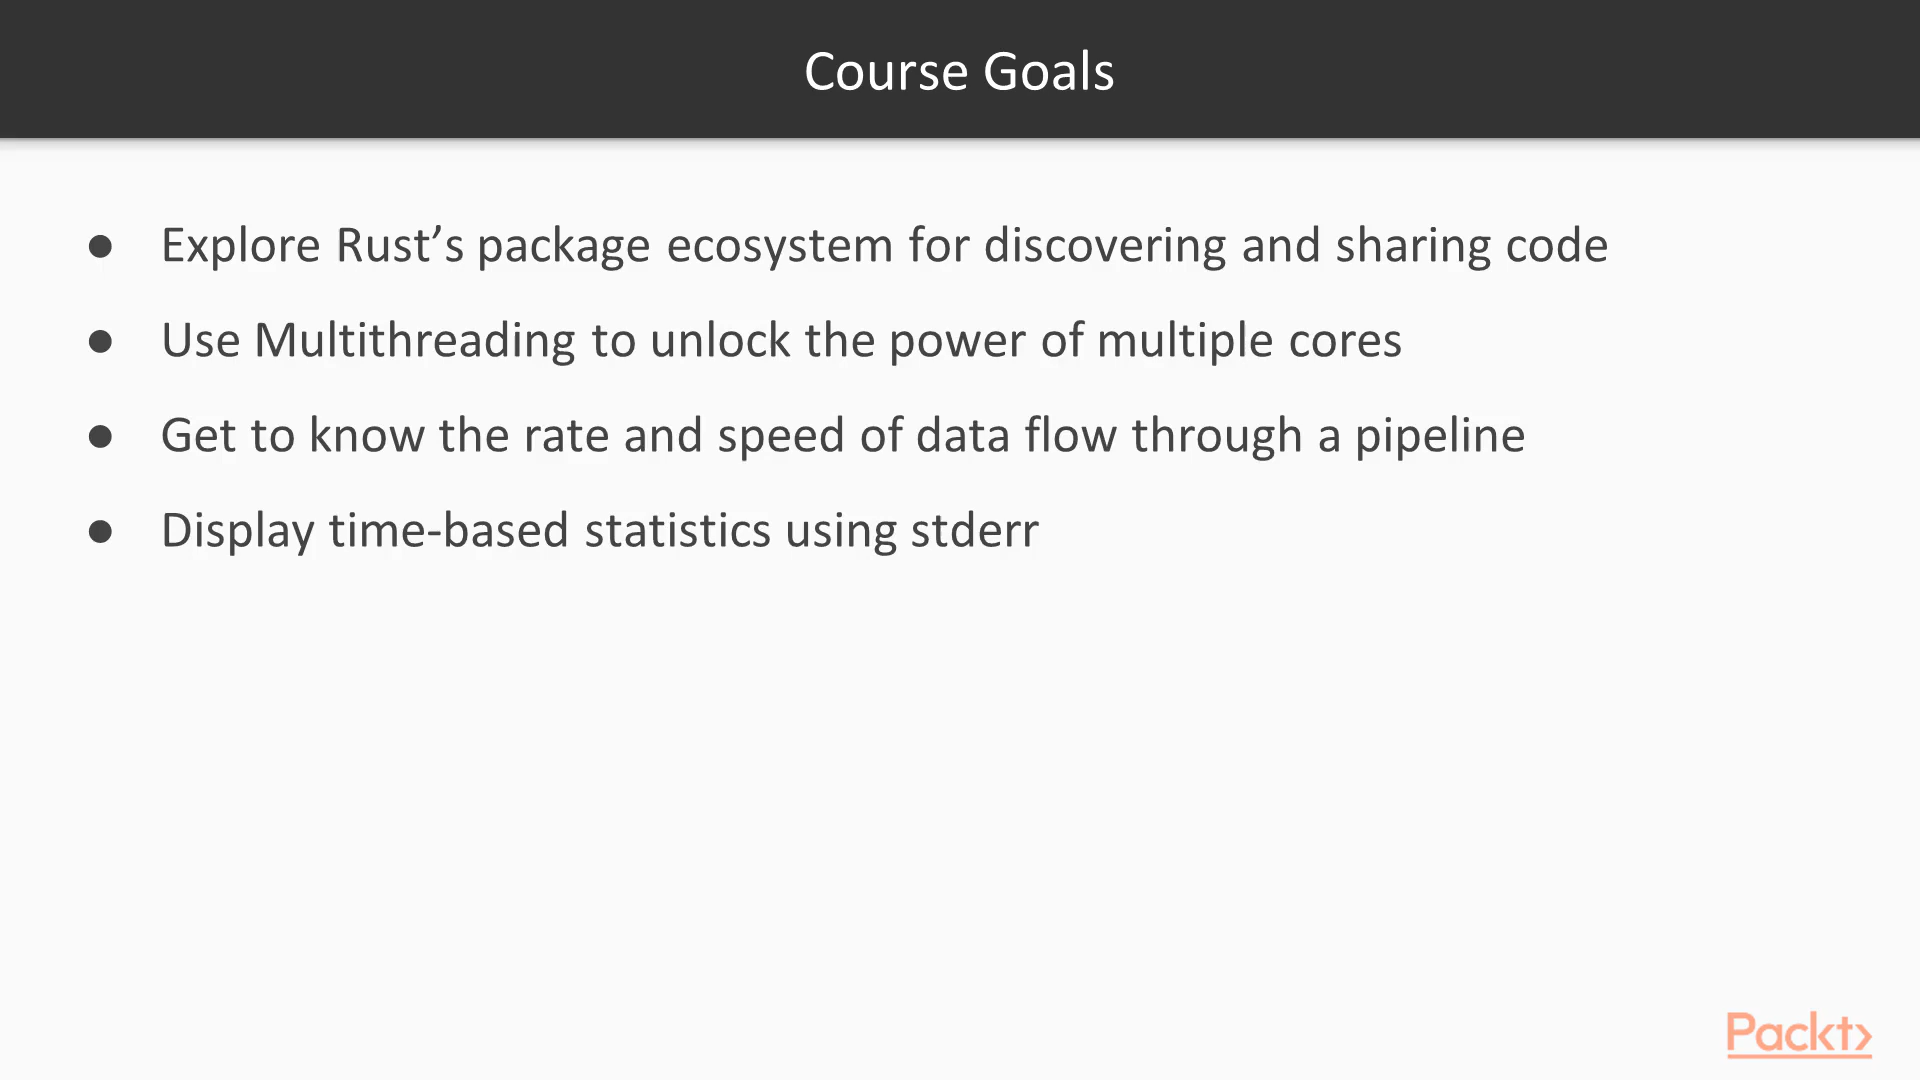 Course Goals
● Explore Rust’s package ecosystem for discovering and sharing code
● Use Multithreading to unlock the power of multiple cores
● Get to know the rate and speed of data flow through a pipeline
● Display time-based statistics using stderr
Packt>